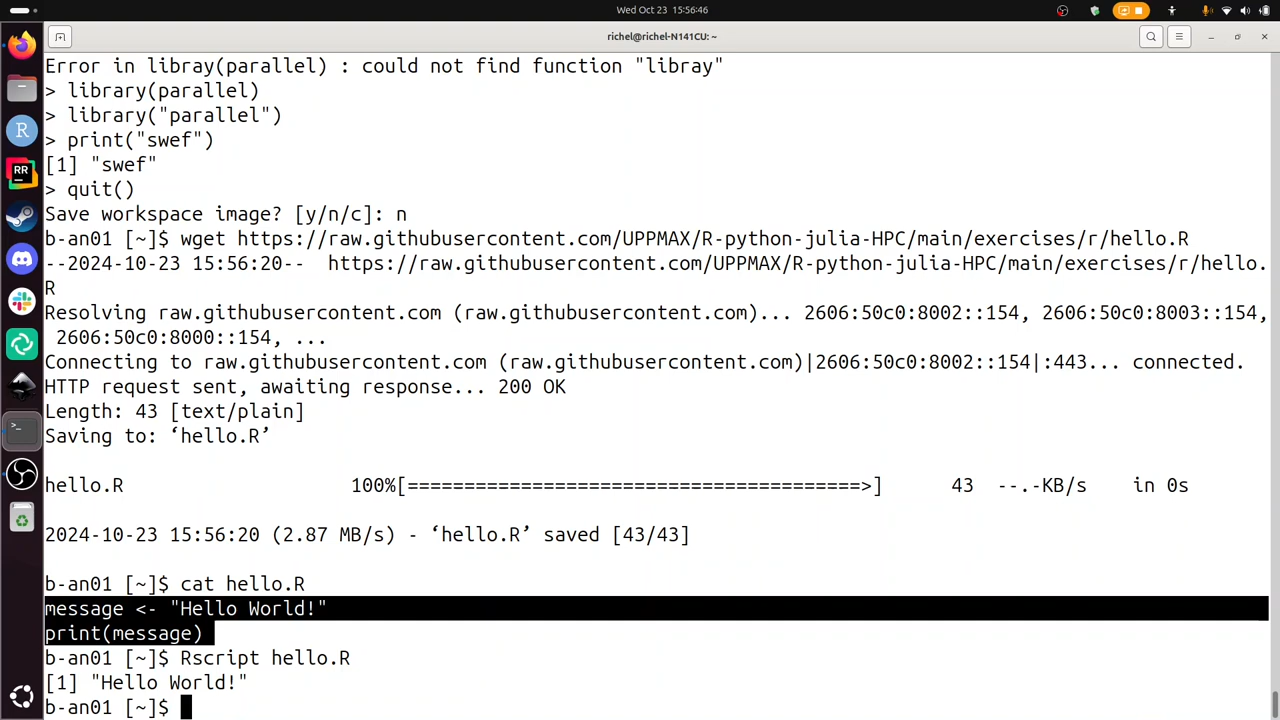 Wed Oct 23 15:56:46
richel@richel-N141CU: ~
Error in libray(parallel) : could not find function "libray"
> library(parallel)
> library("parallel")
> print("swef")
[1] "swef"
> quit()
Save workspace image? [y/n/c]: n
b-an01 [~]$ wget https://raw.githubusercontent.com/UPPMAX/R-python-julia-HPC/main/exercises/r/hello.R
--2024-10-23 15:56:20--  https://raw.githubusercontent.com/UPPMAX/R-python-julia-HPC/main/exercises/r/hello.
R
Resolving raw.githubusercontent.com (raw.githubusercontent.com)... 2606:50c0:8002::154, 2606:50c0:8003::154,
 2606:50c0:8000::154, ...
Connecting to raw.githubusercontent.com (raw.githubusercontent.com)|2606:50c0:8002::154|:443... connected.
HTTP request sent, awaiting response... 200 OK
Length: 43 [text/plain]
Saving to: ‘hello.R’
hello.R                    100%[========================================>]      43  --.-KB/s    in 0s
2024-10-23 15:56:20 (2.87 MB/s) - ‘hello.R’ saved [43/43]
b-an01 [~]$ cat hello.R
message <- "Hello World!"
print(message)
b-an01 [~]$ Rscript hello.R
[1] "Hello World!"
b-an01 [~]$
R
RR
>_